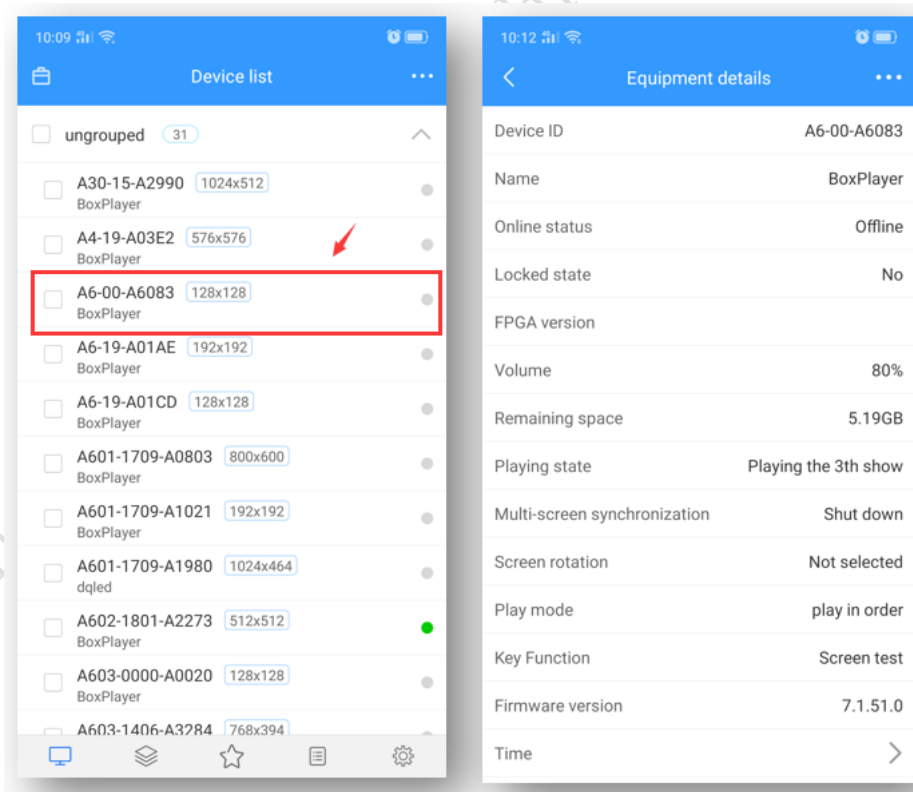 10:09
Device list
ungrouped 31
A30-15-A2990 1024x512
BoxPlayer
A4-19-A03E2 576x576
BoxPlayer
A6-00-A6083 128x128
BoxPlayer
A6-19-A01AE 192x192
BoxPlayer
A6-19-A01CD 128x128
BoxPlayer
A601-1709-A0803 800x600
BoxPlayer
A601-1709-A1021 192x192
BoxPlayer
A601-1709-A1980 1024x464
dqled
A602-1801-A2273 512x512
BoxPlayer
A603-0000-A0020 128x128
BoxPlayer
A603-1406-A3284 768x394
10:12
Equipment details
Device ID A6-00-A6083
Name BoxPlayer
Online status Offline
Locked state No
FPGA version
Volume 80%
Remaining space 5.19GB
Playing state Playing the 3th show
Multi-screen synchronization Shut down
Screen rotation Not selected
Play mode play in order
Key Function Screen test
Firmware version 7.1.51.0
Time